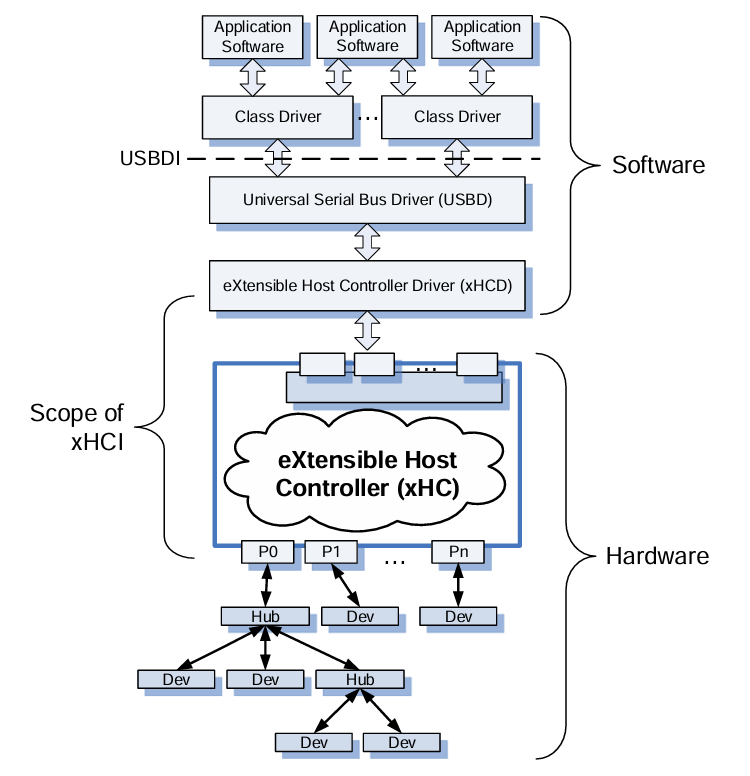 Application
Software
Application
Software
Application
Software
Class Driver
...
Class Driver
USBDI
Software
Universal Serial Bus Driver (USBD)
eXtensible Host Controller Driver (xHCD)
...
Scope of
xHCI
eXtensible Host
Controller (xHC)
Hardware
P0
P1
...
Pn
Hub
Dev
Dev
Dev
Dev
Hub
Dev
Dev